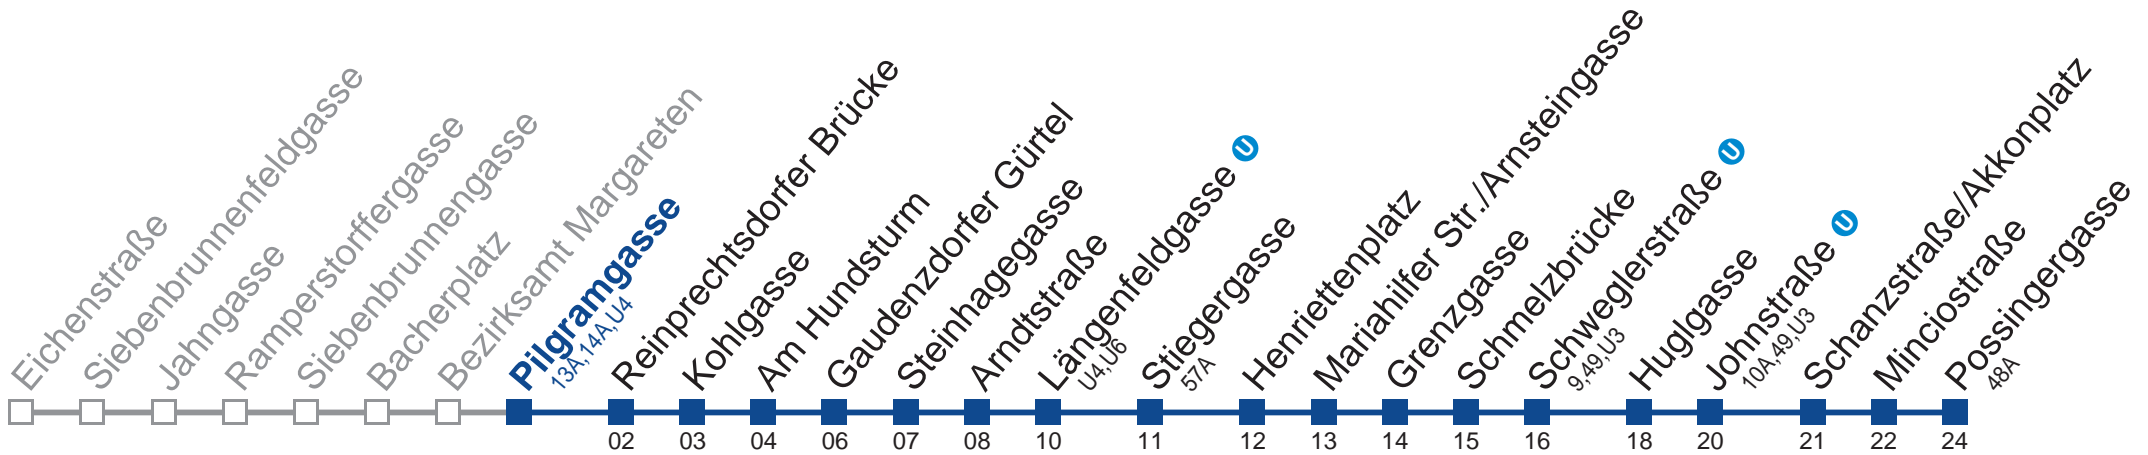 Eichenstraße
Siebenbrunnenfeldgasse
Jahngasse
Ramperstoffergasse
Siebenbrunnengasse
Bacherplatz
Bezirksamt Margareten
Pilgramgasse
13A, 14A, U4
Reinprechtsdorfer Brücke
Kohlgasse
Am Hundsturm
Gaudenzdorfer Gürtel
Steinhagegasse
Arndtstraße
Längenfeldgasse U
U4, U6
Stiegergasse
57A
Henriettenplatz
Mariahilfer Str./Arnsteingasse
Grenzgasse
Schmelzbrücke
Schweglerstraße U
9, 49, U3
Huglgasse
Johnstraße U
10A, 49, U3
Schanzstraße/Akkonplatz
Minciostraße
Possingergasse
48A
02 03 04 06 07 08 10 11 12 13 14 15 16 18 20 21 22 24